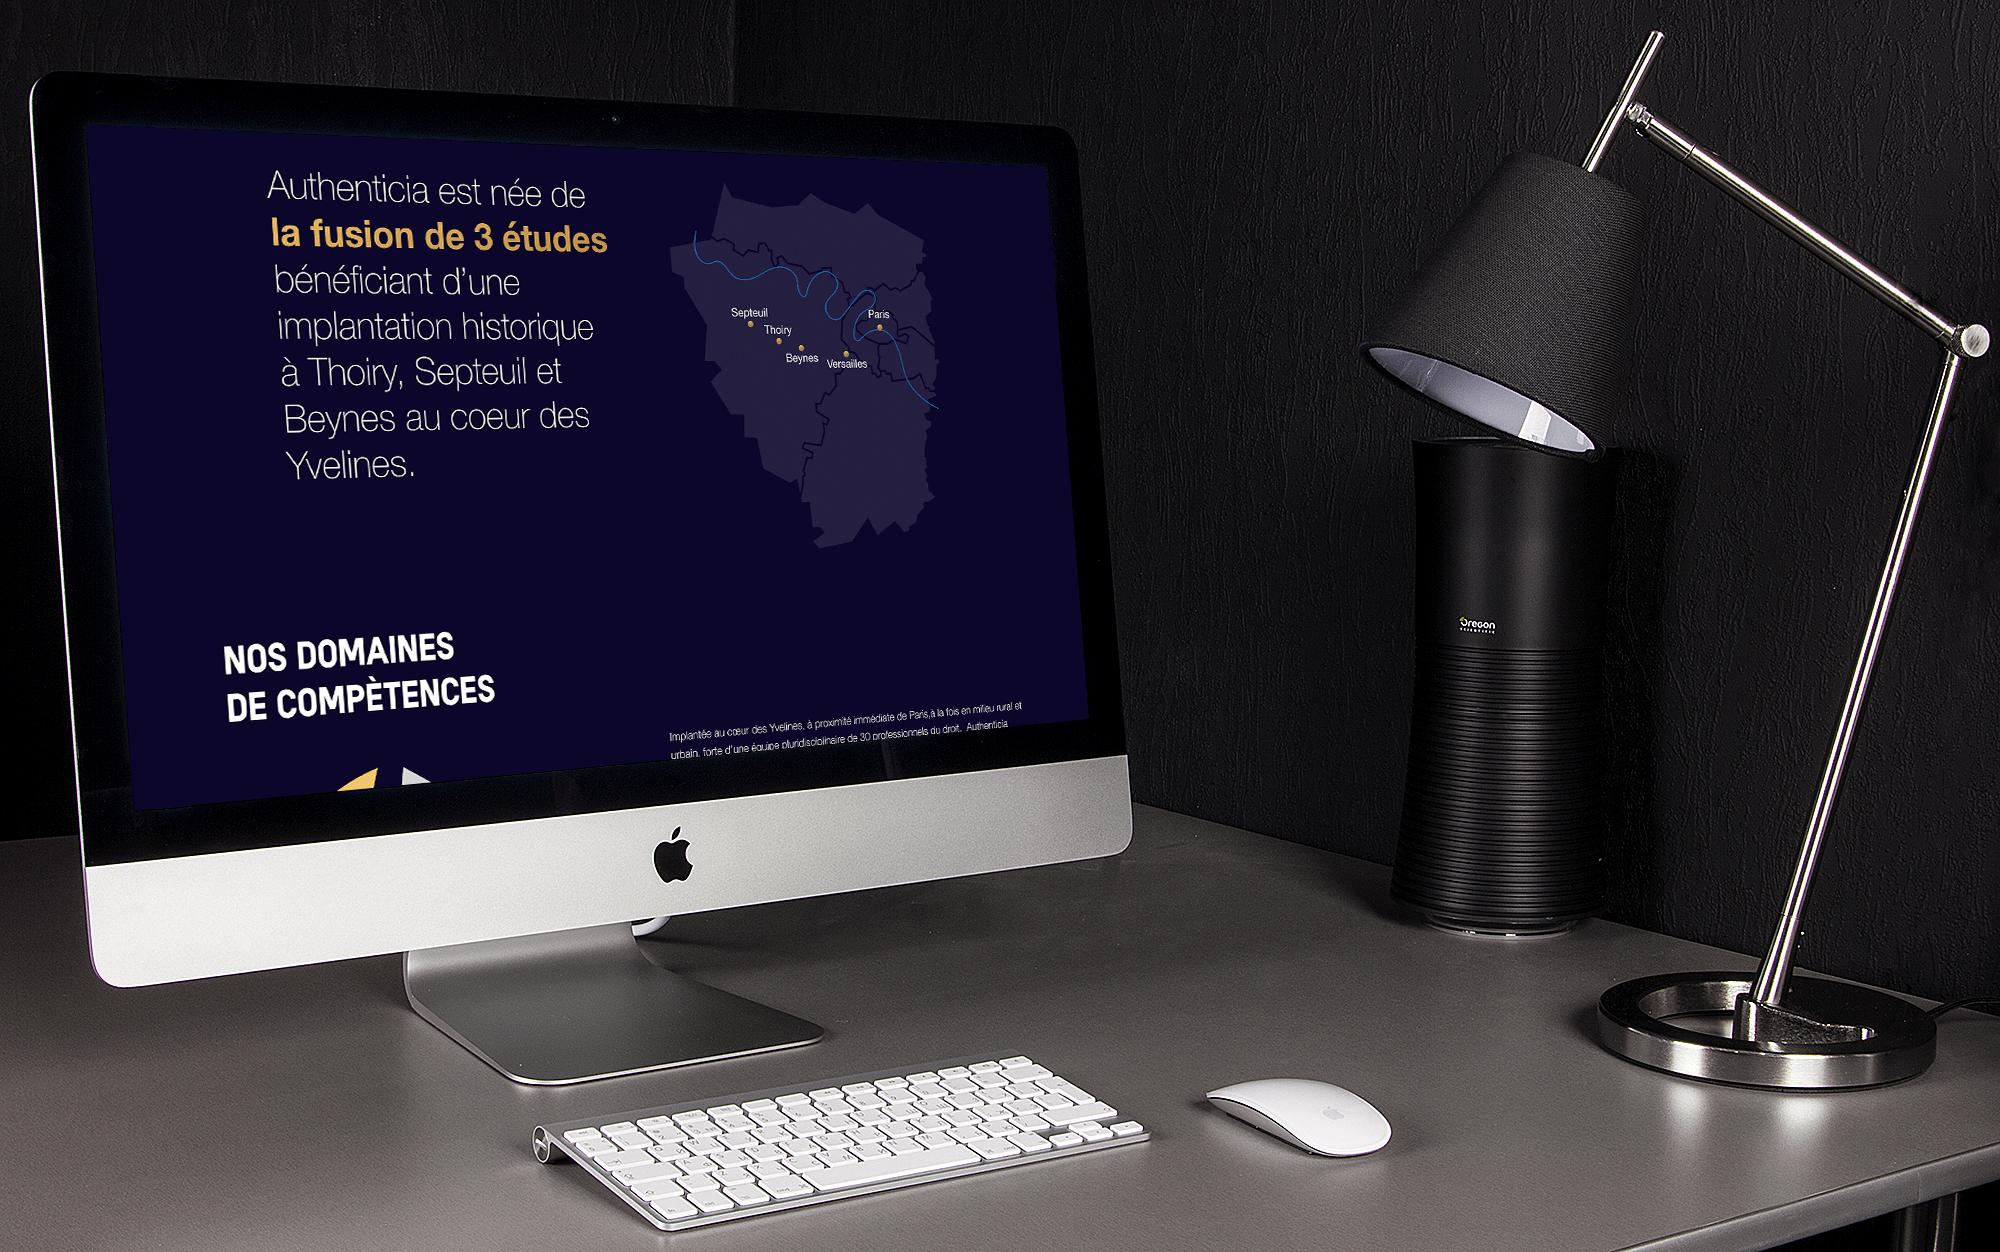 Authenticia est née de
la fusion de 3 études
bénéficiant d'une
implantation historique
à Thoiry, Septeuil et
Beynes au coeur des
Yvelines.
Septeuil
Thoiry
Beynes
Versailles
Paris
NOS DOMAINES
DE COMPÈTENCES
Implantée au cœur des Yvelines, à proximité immédiate de Paris,à la fois en milieu rural et
urbain, forte d'une équipe pluridisciplinaire de 30 professionnels du droit, Authenticia
Oregon
SCIENTIFIC